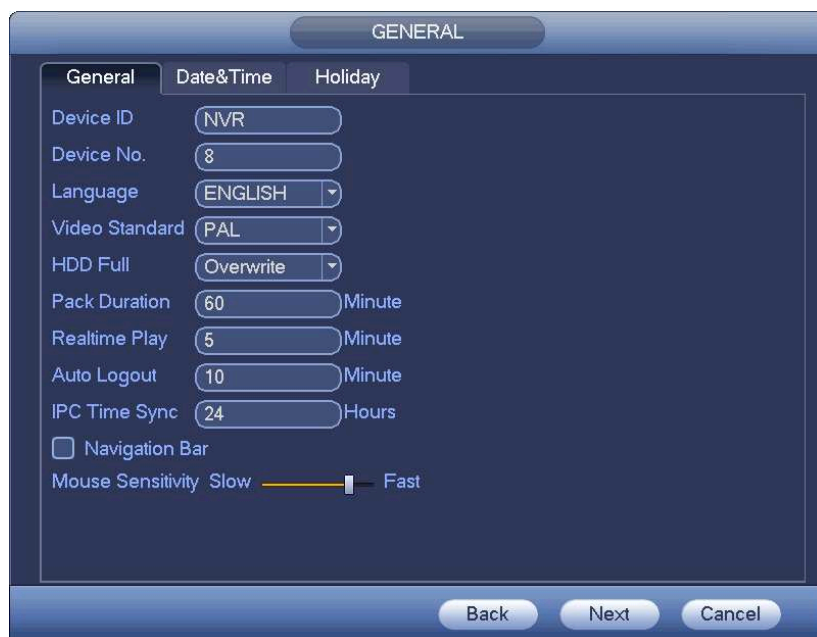 GENERAL
General Date&Time Holiday
Device ID NVR
Device No. 8
Language ENGLISH
Video Standard PAL
HDD Full Overwrite
Pack Duration 60 Minute
Realtime Play 5 Minute
Auto Logout 10 Minute
IPC Time Sync 24 Hours
Navigation Bar
Mouse Sensitivity Slow Fast
Back Next Cancel